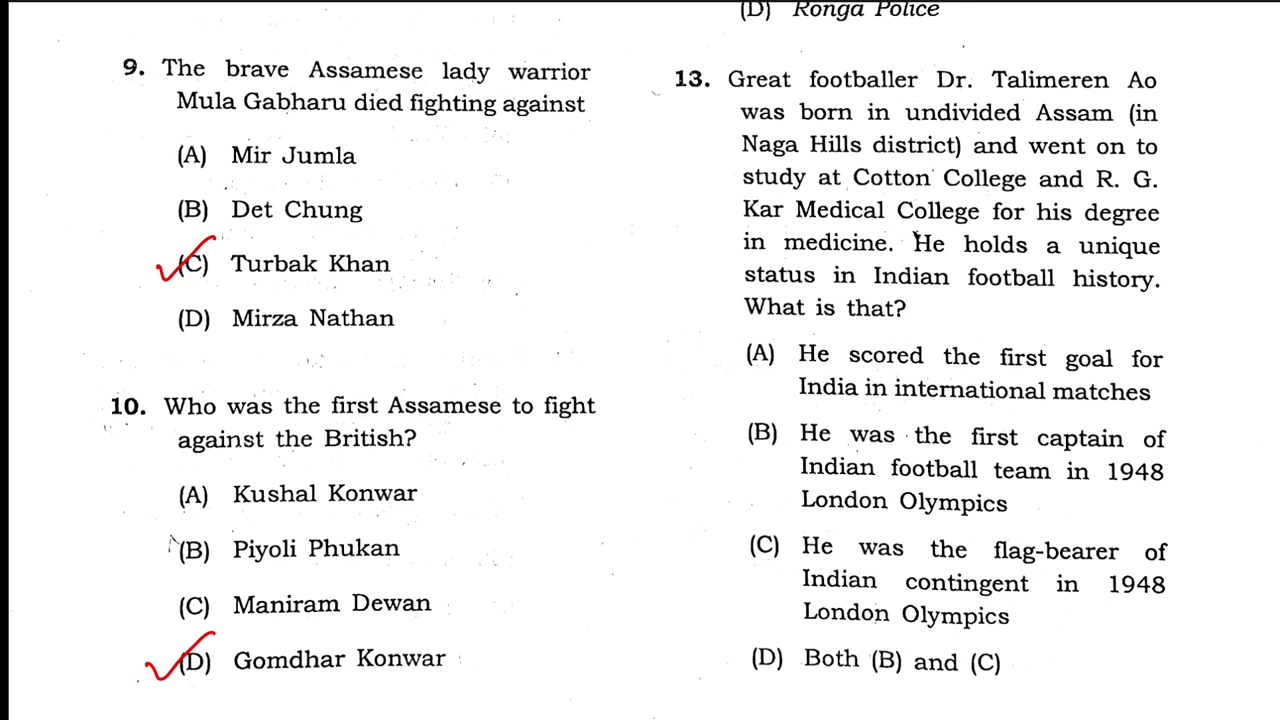 9. The brave Assamese lady warrior
Mula Gabharu died fighting against
(A) Mir Jumla
(B) Det Chung
(C) Turbak Khan
(D) Mirza Nathan
10. Who was the first Assamese to fight
against the British?
(A) Kushal Konwar
(B) Piyoli Phukan
(C) Maniram Dewan
(D) Gomdhar Konwar
(D) Ronga Police
13. Great footballer Dr. Talimeren Ao
was born in undivided Assam (in
Naga Hills district) and went on to
study at Cotton College and R. G.
Kar Medical College for his degree
in medicine. He holds a unique
status in Indian football history.
What is that?
(A) He scored the first goal for
India in international matches
(B) He was the first captain of
Indian football team in 1948
London Olympics
(C) He was the flag-bearer of
Indian contingent in 1948
London Olympics
(D) Both (B) and (C)